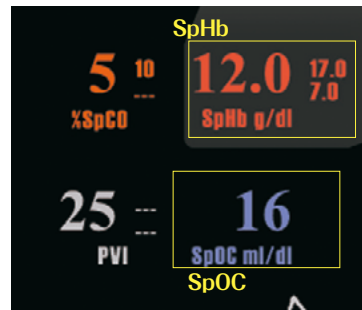 SpHb
5 10 --- 12.0 17.0 7.0
%SpCO SpHb g/dl
25 --- --- 16
PVI SpOC ml/dl
SpOC